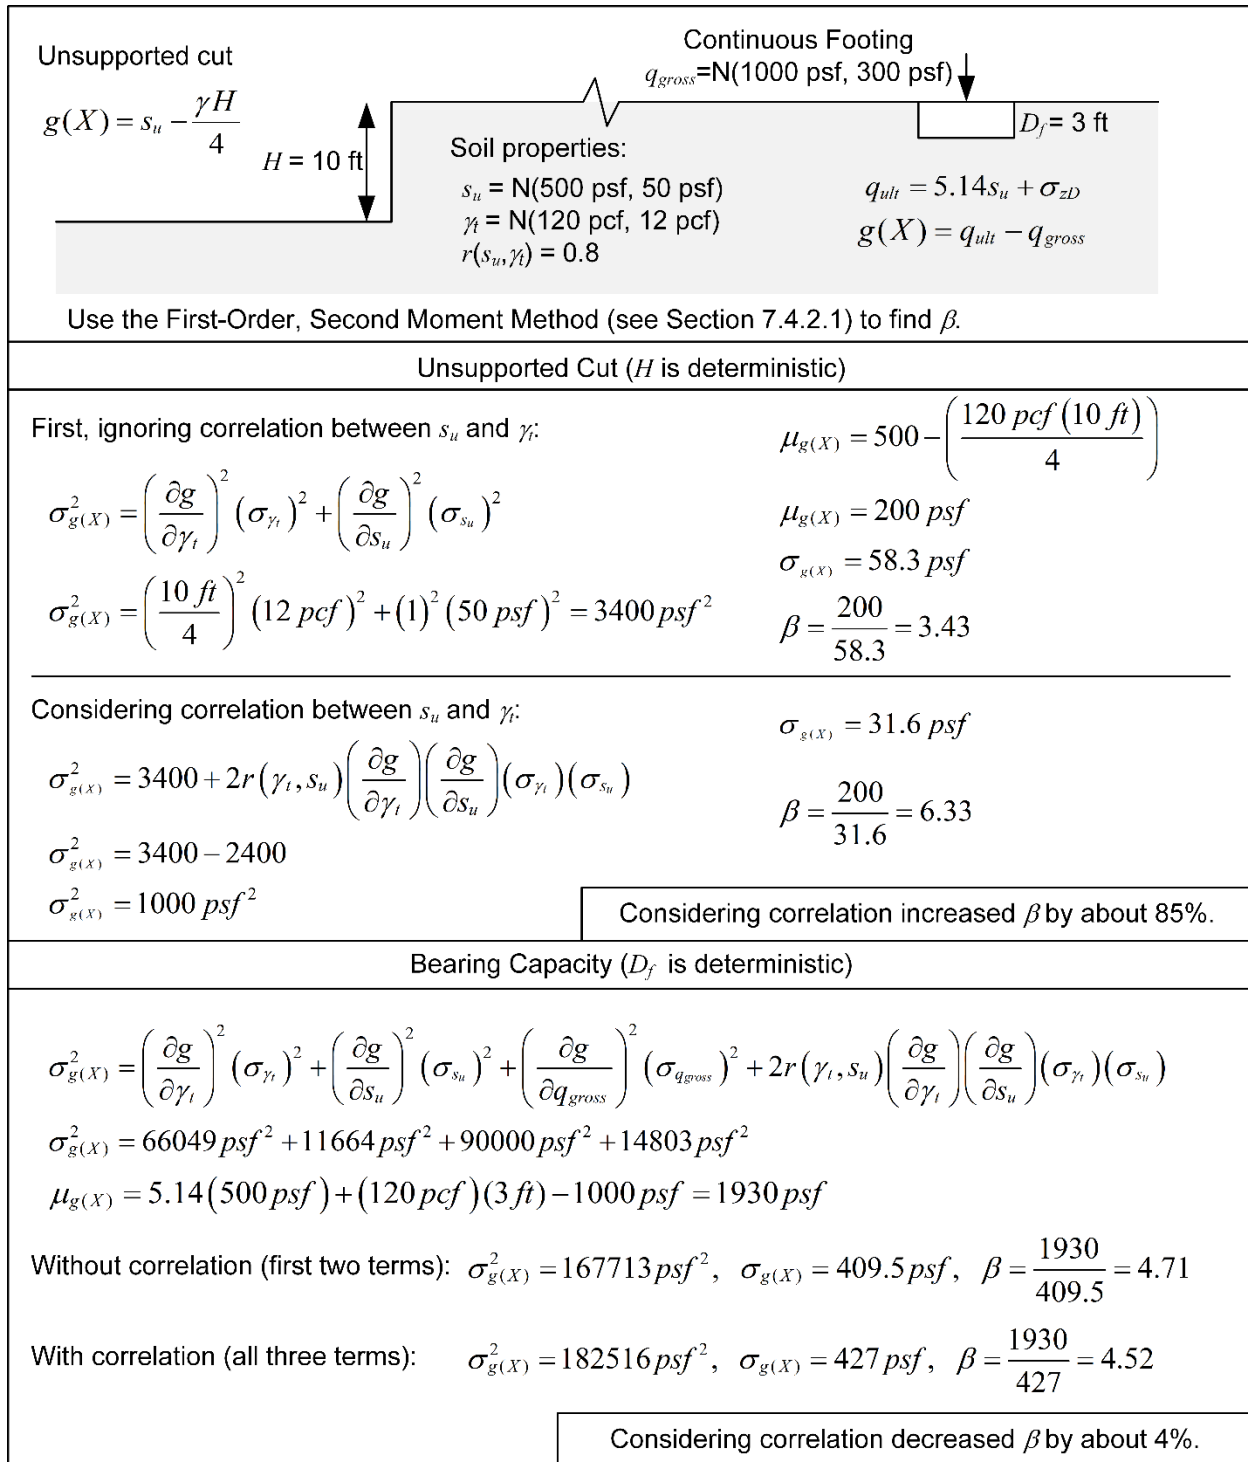 Unsupported cut
g(X) = s_u − γH/4
H = 10 ft
Continuous Footing
q_gross=N(1000 psf, 300 psf)
D_f = 3 ft
Soil properties:
s_u = N(500 psf, 50 psf)
γ_t = N(120 pcf, 12 pcf)
r(s_u,γ_t) = 0.8
q_ult = 5.14s_u + σ_zD
g(X) = q_ult − q_gross
Use the First-Order, Second Moment Method (see Section 7.4.2.1) to find β.
Unsupported Cut (H is deterministic)
First, ignoring correlation between s_u and γ_t:
σ²_g(X) = (∂g/∂γ_t)² (σ_γt)² + (∂g/∂s_u)² (σ_su)²
σ²_g(X) = (10 ft/4)² (12 pcf)² + (1)² (50 psf)² = 3400 psf²
μ_g(X) = 500 − (120 pcf (10 ft)/4)
μ_g(X) = 200 psf
σ_g(X) = 58.3 psf
β = 200/58.3 = 3.43
Considering correlation between s_u and γ_t:
σ²_g(X) = 3400 + 2r(γ_t, s_u)(∂g/∂γ_t)(∂g/∂s_u)(σ_γt)(σ_su)
σ²_g(X) = 3400 − 2400
σ²_g(X) = 1000 psf²
σ_g(X) = 31.6 psf
β = 200/31.6 = 6.33
Considering correlation increased β by about 85%.
Bearing Capacity (D_f is deterministic)
σ²_g(X) = (∂g/∂γ_t)² (σ_γt)² + (∂g/∂s_u)² (σ_su)² + (∂g/∂q_gross)² (σ_qgross)² + 2r(γ_t, s_u)(∂g/∂γ_t)(∂g/∂s_u)(σ_γt)(σ_su)
σ²_g(X) = 66049 psf² + 11664 psf² + 90000 psf² + 14803 psf²
μ_g(X) = 5.14(500 psf) + (120 pcf)(3 ft) − 1000 psf = 1930 psf
Without correlation (first two terms): σ²_g(X) = 167713 psf², σ_g(X) = 409.5 psf, β = 1930/409.5 = 4.71
With correlation (all three terms): σ²_g(X) = 182516 psf², σ_g(X) = 427 psf, β = 1930/427 = 4.52
Considering correlation decreased β by about 4%.